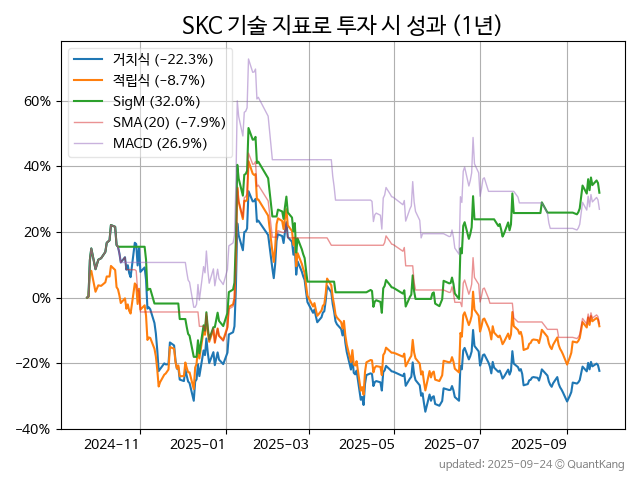 SKC 기술 지표로 투자 시 성과 (1년)
거치식 (-22.3%)
적립식 (-8.7%)
SigM (32.0%)
SMA(20) (-7.9%)
MACD (26.9%)
60%
40%
20%
0%
-20%
-40%
2024-11 2025-01 2025-03 2025-05 2025-07 2025-09
updated: 2025-09-24 © QuantKang